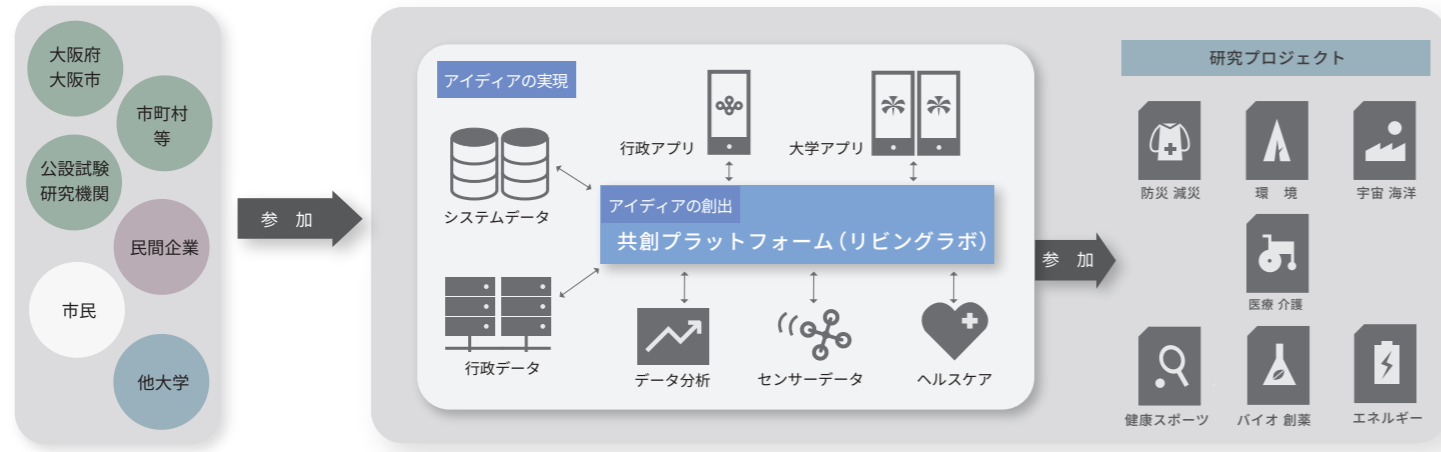 大阪府
大阪市
市町村
等
公設試験
研究機関
民間企業
市民
他大学
参 加
アイディアの実現
行政アプリ
大学アプリ
システムデータ
アイディアの創出
共創プラットフォーム（リビングラボ）
行政データ
データ分析
センサーデータ
ヘルスケア
参 加
研究プロジェクト
防災 減災
環 境
宇宙 海洋
医療 介護
健康スポーツ
バイオ 創薬
エネルギー